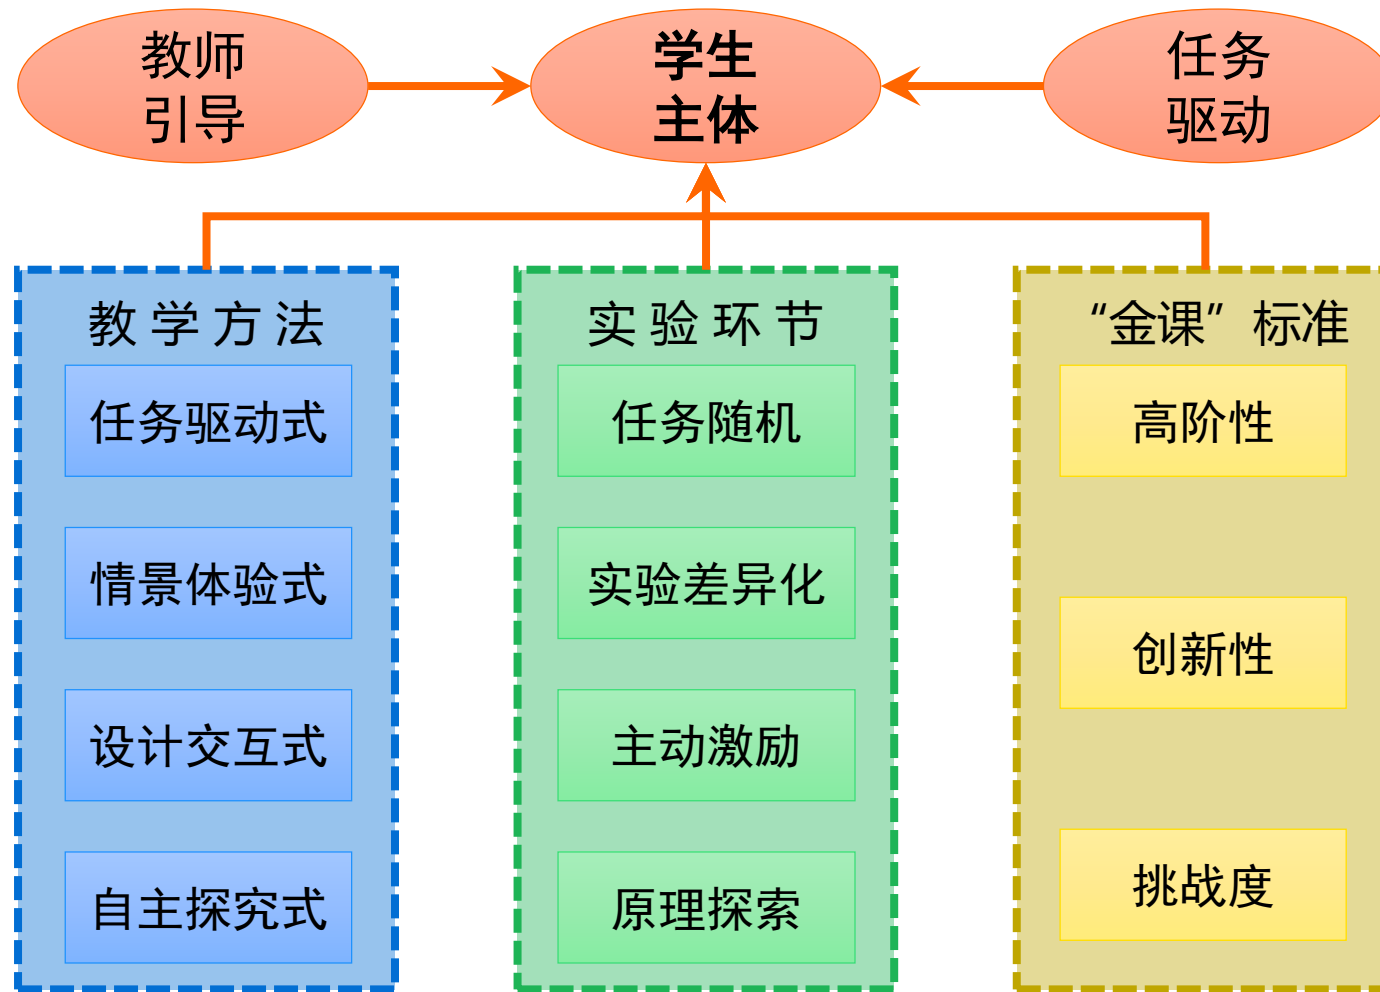 教师
引导
学生
主体
任务
驱动
教学方法
任务驱动式
情景体验式
设计交互式
自主探究式
实验环节
任务随机
实验差异化
主动激励
原理探索
“金课”标准
高阶性
创新性
挑战度